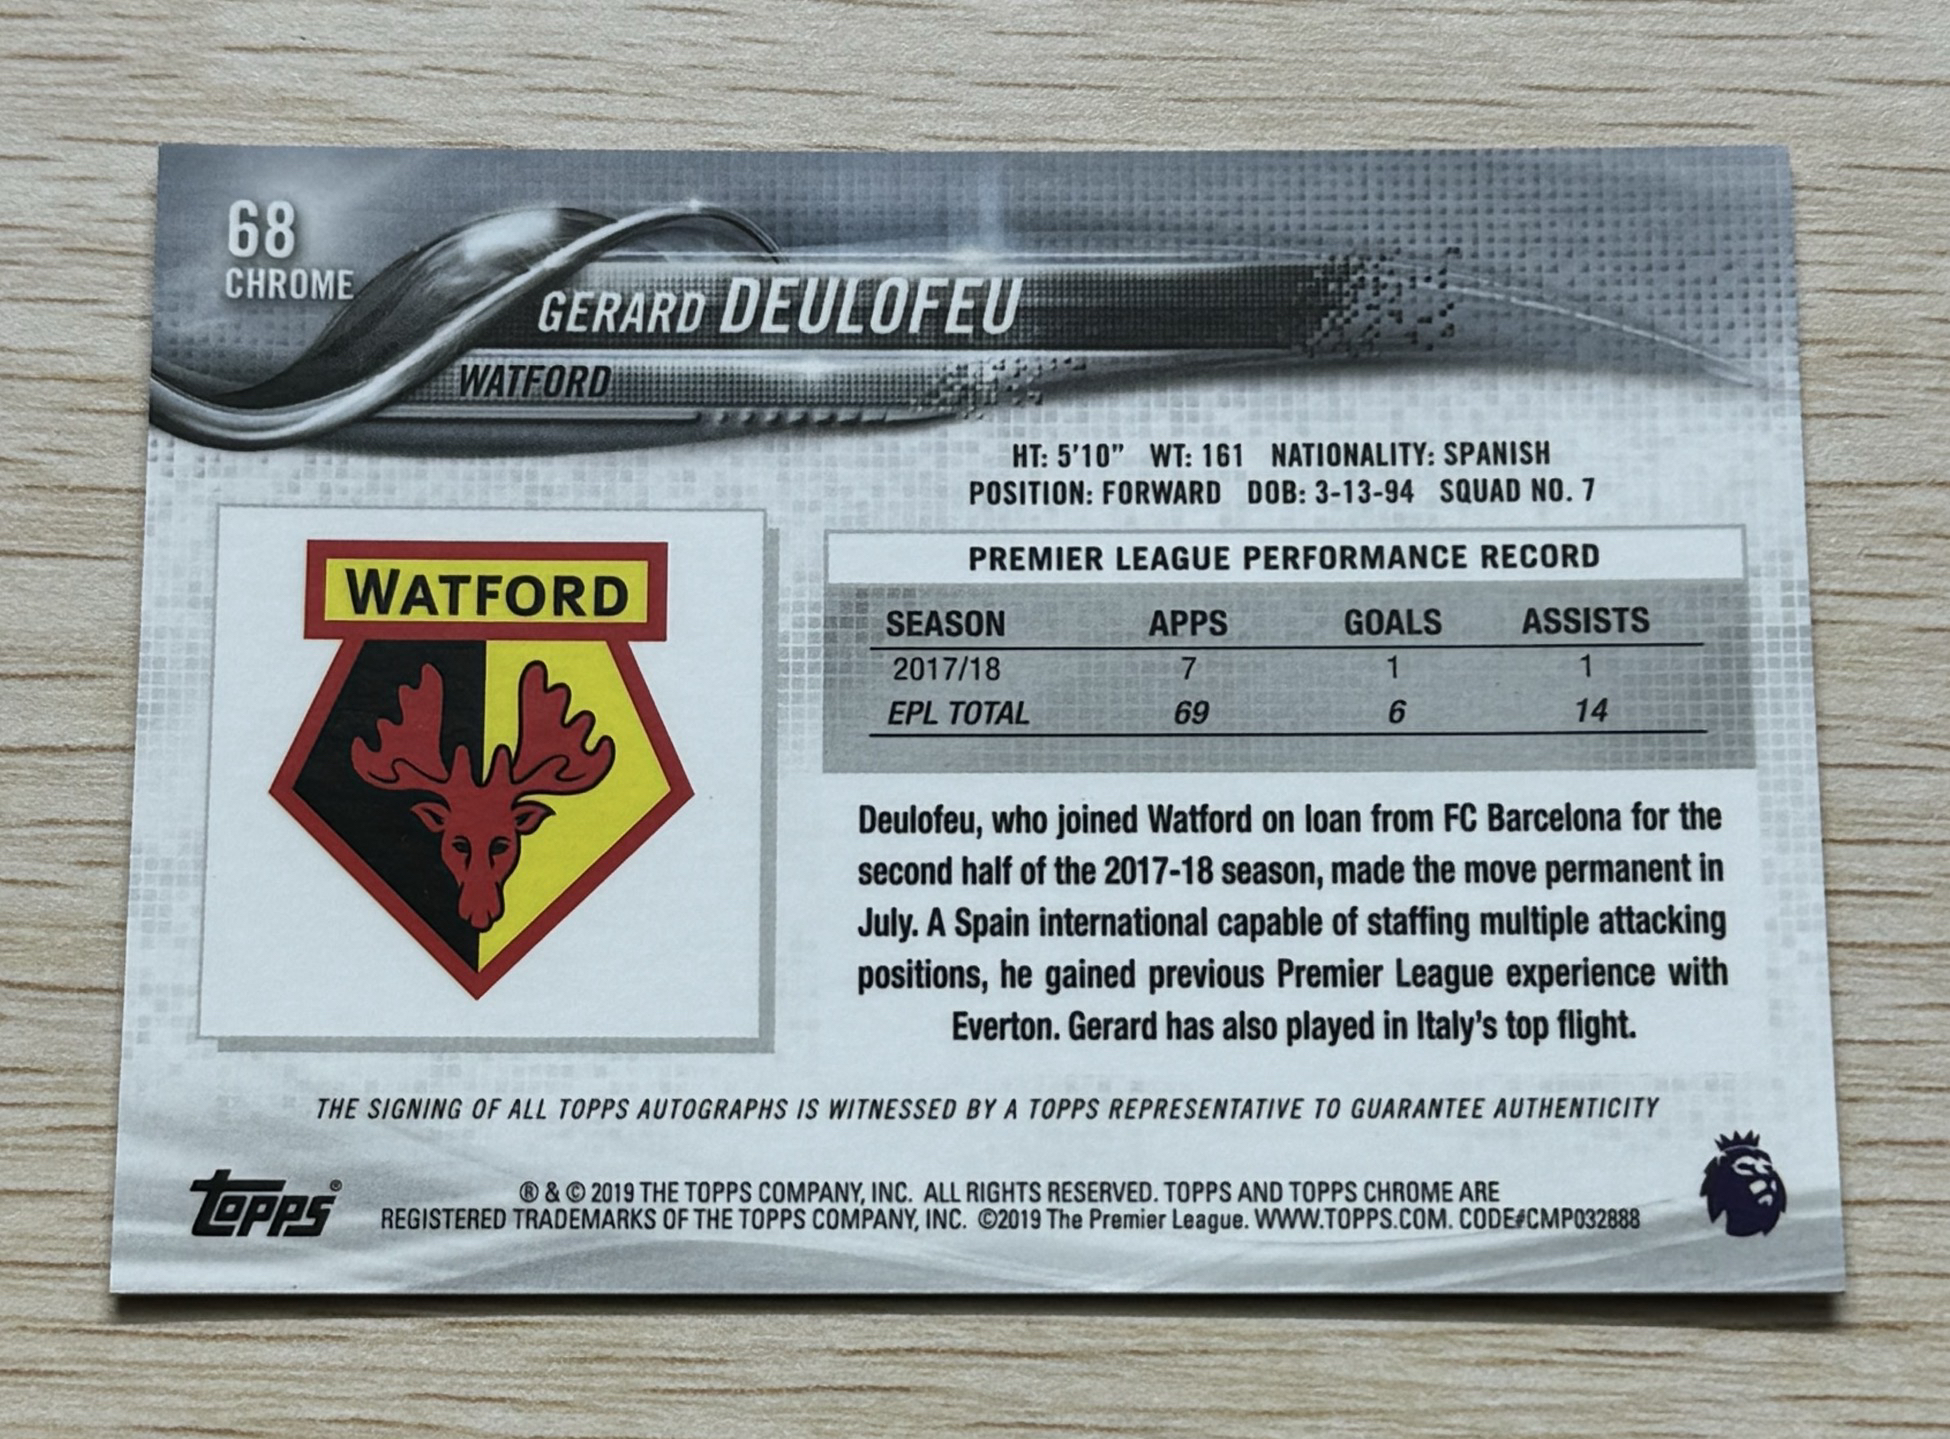 68
CHROME
GERARD DEULOFEU
WATFORD
HT: 5'10" WT: 161 NATIONALITY: SPANISH
POSITION: FORWARD DOB: 3-13-94 SQUAD NO. 7
WATFORD
PREMIER LEAGUE PERFORMANCE RECORD
SEASON APPS GOALS ASSISTS
2017/18 7 1 1
EPL TOTAL 69 6 14
Deulofeu, who joined Watford on loan from FC Barcelona for the
second half of the 2017-18 season, made the move permanent in
July. A Spain international capable of staffing multiple attacking
positions, he gained previous Premier League experience with
Everton. Gerard has also played in Italy's top flight.
THE SIGNING OF ALL TOPPS AUTOGRAPHS IS WITNESSED BY A TOPPS REPRESENTATIVE TO GUARANTEE AUTHENTICITY
Topps®
® & © 2019 THE TOPPS COMPANY, INC. ALL RIGHTS RESERVED. TOPPS AND TOPPS CHROME ARE
REGISTERED TRADEMARKS OF THE TOPPS COMPANY, INC. ©2019 The Premier League. WWW.TOPPS.COM. CODE#CMP032888